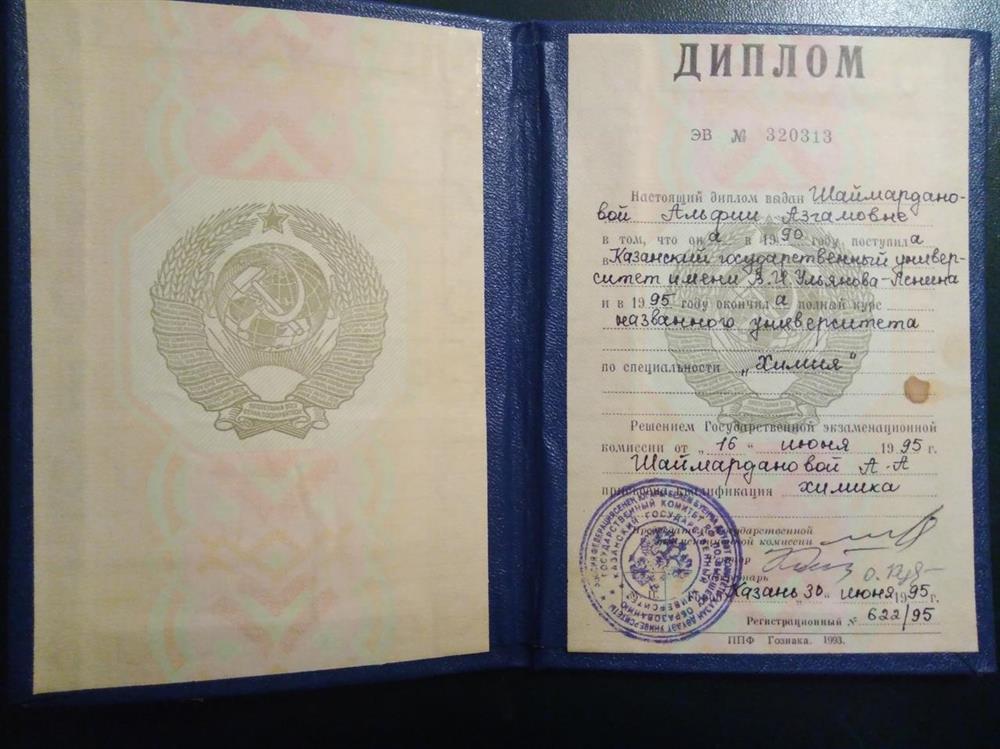 ДИПЛОМ
ЭВ № 320313
Настоящий диплом выдан Шаймардано-
вой Альфии Азгамовне
в том, что она в 1990 году поступила
в Казанский государственный универ-
ситет имени В.И Ульянова-Ленина
и в 1995 году окончила полный курс
названного университета
по специальности „Химия“
Решением Государственной экзаменационной
комиссии от „16“ июня 1995 г.
Шаймардановой А.А
присвоена квалификация химика
Председатель Государственной
экзаменационной комиссии
Казань 30 июня 1995 г.
Регистрационный № 622/95
ППФ Гознака. 1993.